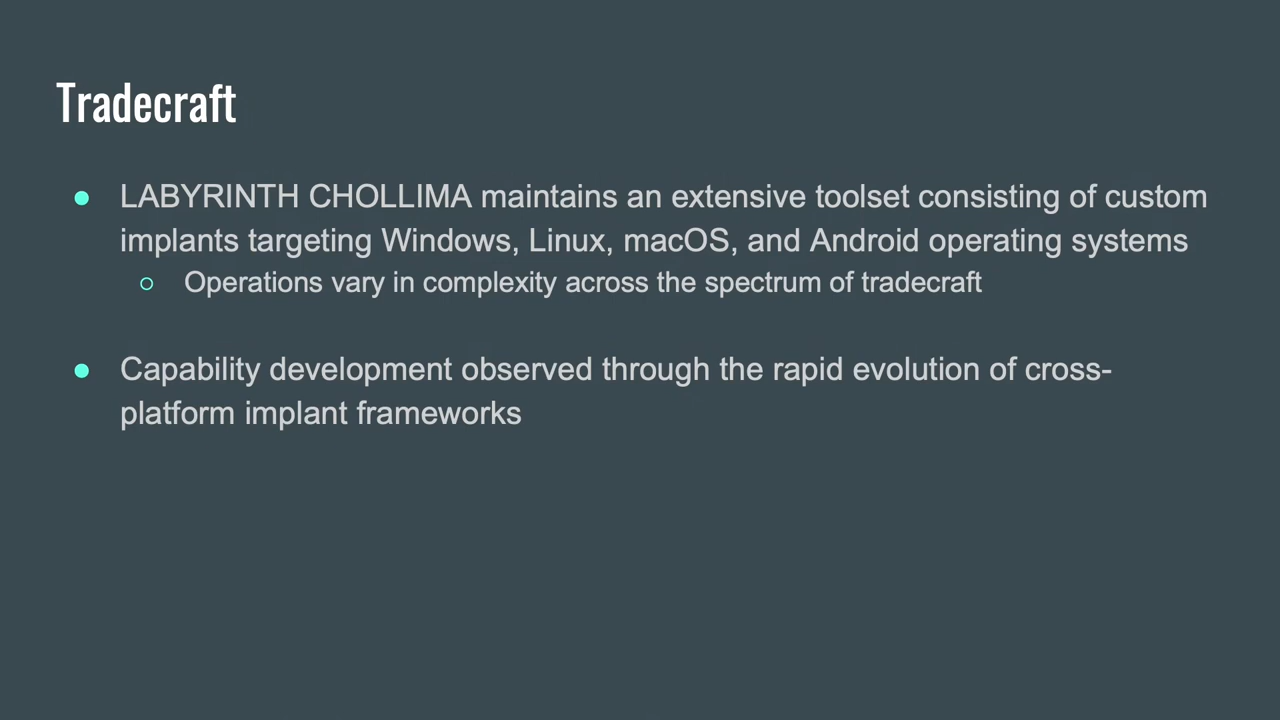 Tradecraft
● LABYRINTH CHOLLIMA maintains an extensive toolset consisting of custom
implants targeting Windows, Linux, macOS, and Android operating systems
○ Operations vary in complexity across the spectrum of tradecraft
● Capability development observed through the rapid evolution of cross-
platform implant frameworks